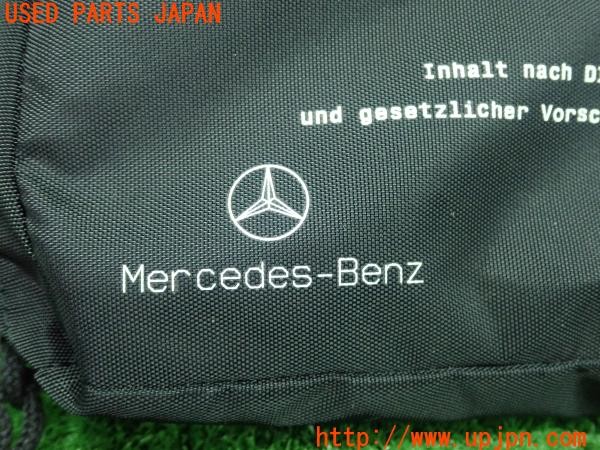 USED PARTS JAPAN
Inhalt nach DI
und gesetzlicher Vorsc
Mercedes-Benz
http://www.upjpn.com